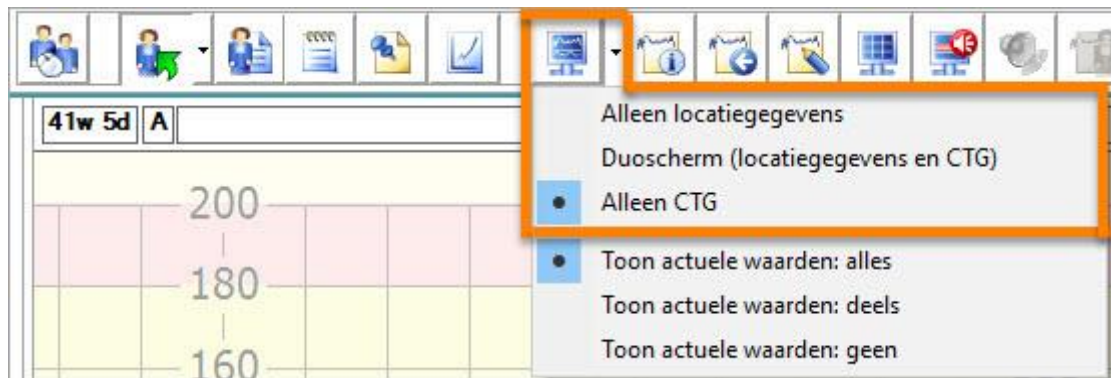 41w 5d A
200
180
160
Alleen locatiegegevens
Duoscherm (locatiegegevens en CTG)
Alleen CTG
Toon actuele waarden: alles
Toon actuele waarden: deels
Toon actuele waarden: geen